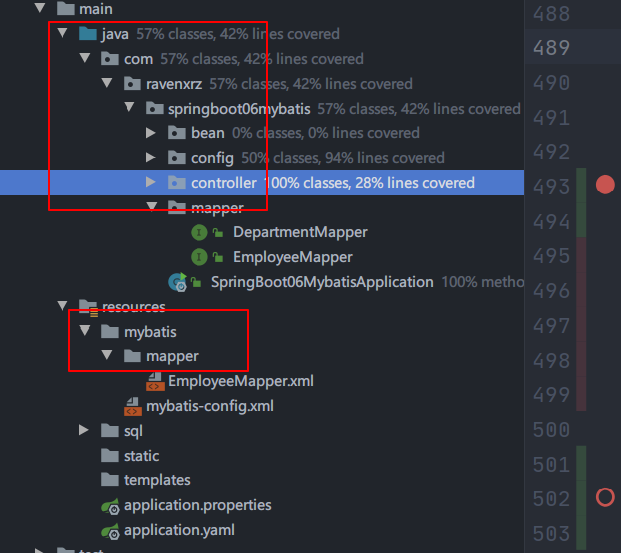 main
java 57% classes, 42% lines covered
com 57% classes, 42% lines covered
ravenxrz 57% classes, 42% lines covered
springboot06mybatis 57% classes, 42% lines covered
bean 0% classes, 0% lines covered
config 50% classes, 94% lines covered
controller 100% classes, 28% lines covered
mapper
DepartmentMapper
EmployeeMapper
SpringBoot06MybatisApplication 100% metho
resources
mybatis
mapper
EmployeeMapper.xml
mybatis-config.xml
sql
static
templates
application.properties
application.yaml
test
488
489
490
491
492
493
494
495
496
497
498
499
500
501
502
503